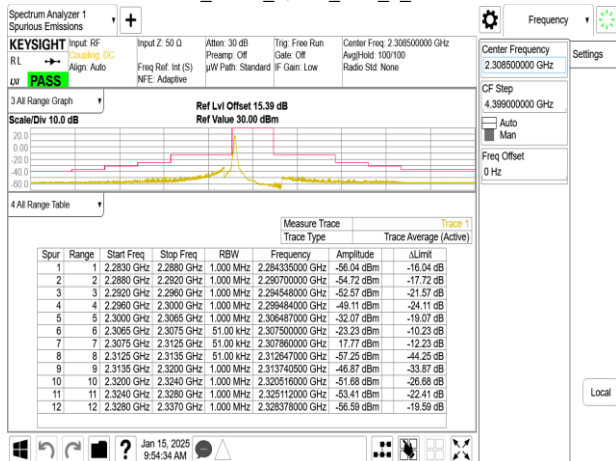 Spectrum Analyzer 1
Spurious Emissions
+
Frequency
KEYSIGHT
RL
LXI
PASS
Input: RF
Coupling: DC
Align: Auto
Input Z: 50 Ω
Freq Ref: Int (S)
NFE: Adaptive
Atten: 30 dB
Preamp: Off
µW Path: Standard
Trig: Free Run
Gate: Off
IF Gain: Low
Center Freq: 2.308500000 GHz
Avg|Hold: 100/100
Radio Std: None
Center Frequency
2.308500000 GHz
Settings
CF Step
4.399000000 GHz
Auto
Man
Freq Offset
0 Hz
Local
3 All Range Graph
Scale/Div 10.0 dB
Ref Lvl Offset 15.39 dB
Ref Value 30.00 dBm
20.0
0.00
-20.0
-40.0
-60.0
4 All Range Table
Measure Trace Trace 1
Trace Type Trace Average (Active)
Spur Range Start Freq Stop Freq RBW Frequency Amplitude ΔLimit
1 1 2.2830 GHz 2.2880 GHz 1.000 MHz 2.284335000 GHz -56.04 dBm -16.04 dB
2 2 2.2880 GHz 2.2920 GHz 1.000 MHz 2.290700000 GHz -54.72 dBm -17.72 dB
3 3 2.2920 GHz 2.2960 GHz 1.000 MHz 2.294548000 GHz -52.57 dBm -21.57 dB
4 4 2.2960 GHz 2.3000 GHz 1.000 MHz 2.299484000 GHz -49.11 dBm -24.11 dB
5 5 2.3000 GHz 2.3065 GHz 1.000 MHz 2.306487000 GHz -32.07 dBm -19.07 dB
6 6 2.3065 GHz 2.3075 GHz 51.00 kHz 2.307500000 GHz -23.23 dBm -10.23 dB
7 7 2.3075 GHz 2.3125 GHz 51.00 kHz 2.307860000 GHz 17.77 dBm -12.23 dB
8 8 2.3125 GHz 2.3135 GHz 51.00 kHz 2.312647000 GHz -57.25 dBm -44.25 dB
9 9 2.3135 GHz 2.3200 GHz 1.000 MHz 2.313740500 GHz -46.87 dBm -33.87 dB
10 10 2.3200 GHz 2.3240 GHz 1.000 MHz 2.320516000 GHz -51.68 dBm -26.68 dB
11 11 2.3240 GHz 2.3280 GHz 1.000 MHz 2.325112000 GHz -53.41 dBm -22.41 dB
12 12 2.3280 GHz 2.3370 GHz 1.000 MHz 2.328378000 GHz -56.59 dBm -19.59 dB
?
Jan 15, 2025
9:54:34 AM